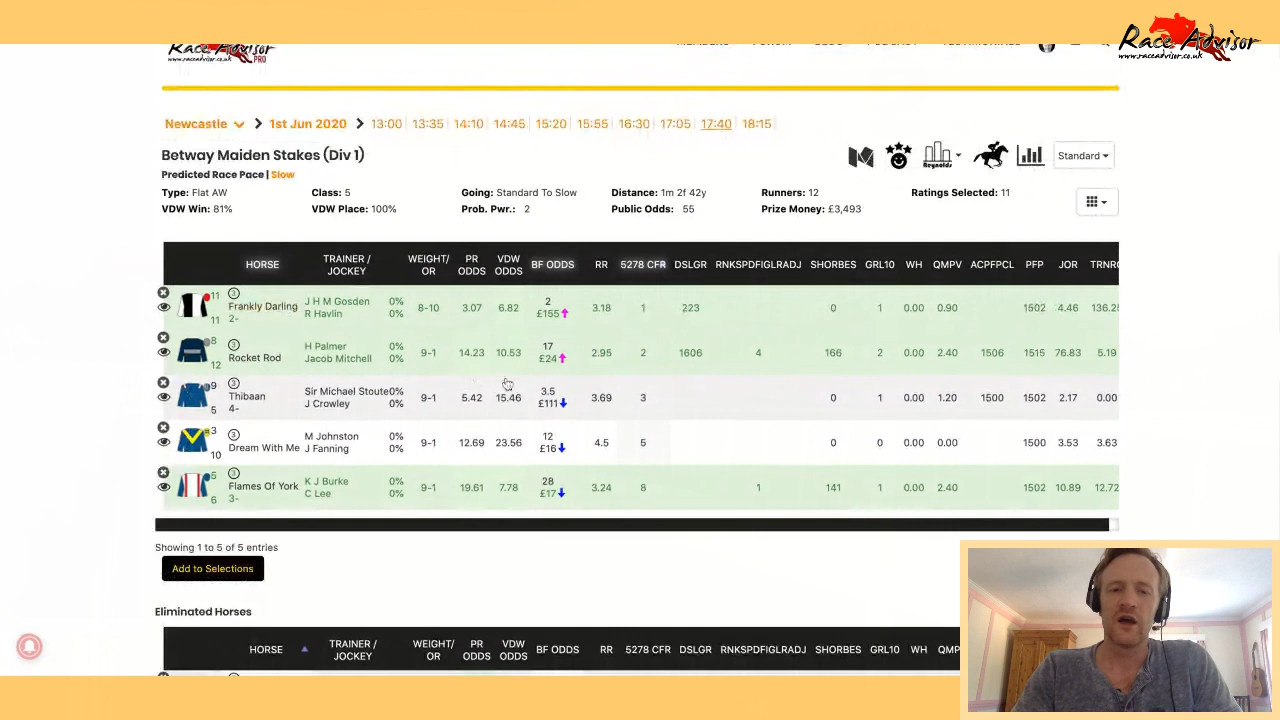 Race Advisor
www.raceadvisor.co.uk
Race Advisor
www.raceadvisor.co.uk PRO
Newcastle 1st Jun 2020 13:00 13:35 14:10 14:45 15:20 15:55 16:30 17:05 17:40 18:15
Betway Maiden Stakes (Div 1)
Reynolds Standard
Predicted Race Pace | Slow
Type: Flat AW Class: 5 Going: Standard To Slow Distance: 1m 2f 42y Runners: 12 Ratings Selected: 11
VDW Win: 81% VDW Place: 100% Prob. Pwr.: 2 Public Odds: 55 Prize Money: £3,493
HORSE TRAINER / JOCKEY WEIGHT/ OR PR ODDS VDW ODDS BF ODDS RR 5278 CFR DSLGR RNKSPDFIGLRADJ SHORBES GRL10 WH QMPV ACPFPCL PFP JOR TRNR
11 11 3 Frankly Darling 2- J H M Gosden R Havlin 0% 0% 8-10 3.07 6.82 2 £155 3.18 1 223 0 1 0.00 0.90 1502 4.46 136.2
8 12 3 Rocket Rod H Palmer Jacob Mitchell 0% 0% 9-1 14.23 10.53 17 £24 2.95 2 1606 4 166 2 0.00 2.40 1506 1515 76.83 5.19
9 5 3 Thibaan 4- Sir Michael Stoute J Crowley 0% 0% 9-1 5.42 15.46 3.5 £111 3.69 3 0 1 0.00 1.20 1500 1502 2.17 0.00
3 10 3 Dream With Me M Johnston J Fanning 0% 0% 9-1 12.69 23.56 12 £16 4.5 5 0 0 0.00 0.00 1500 3.53 3.63
5 6 3 Flames Of York 3- K J Burke C Lee 0% 0% 9-1 19.61 7.78 28 £17 3.24 8 1 141 1 0.00 2.40 1502 10.89 12.72
Showing 1 to 5 of 5 entries
Add to Selections
Eliminated Horses
HORSE TRAINER / JOCKEY WEIGHT/ OR PR ODDS VDW ODDS BF ODDS RR 5278 CFR DSLGR RNKSPDFIGLRADJ SHORBES GRL10 WH QM